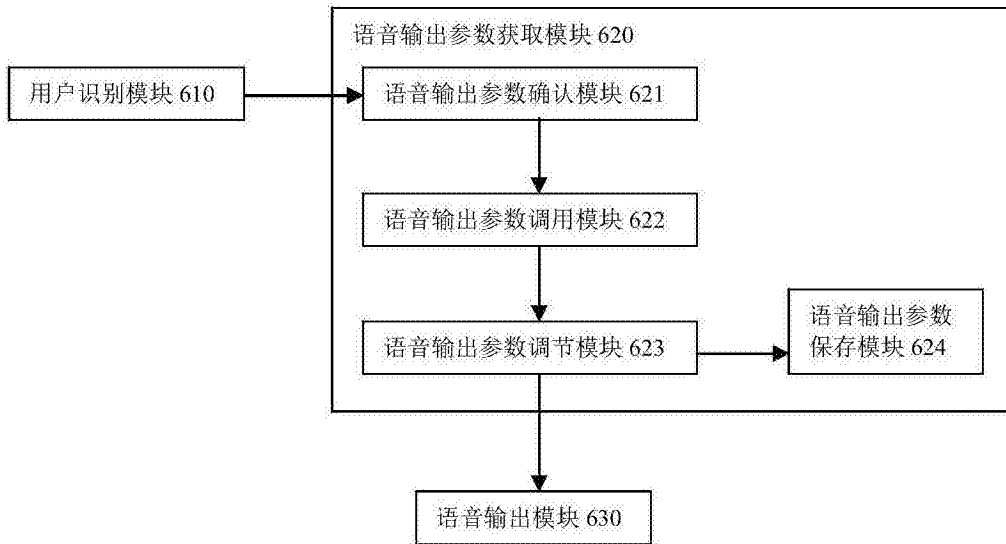 语音输出参数获取模块 620
用户识别模块 610
语音输出参数确认模块 621
语音输出参数调用模块 622
语音输出参数调节模块 623
语音输出参数
保存模块 624
语音输出模块 630